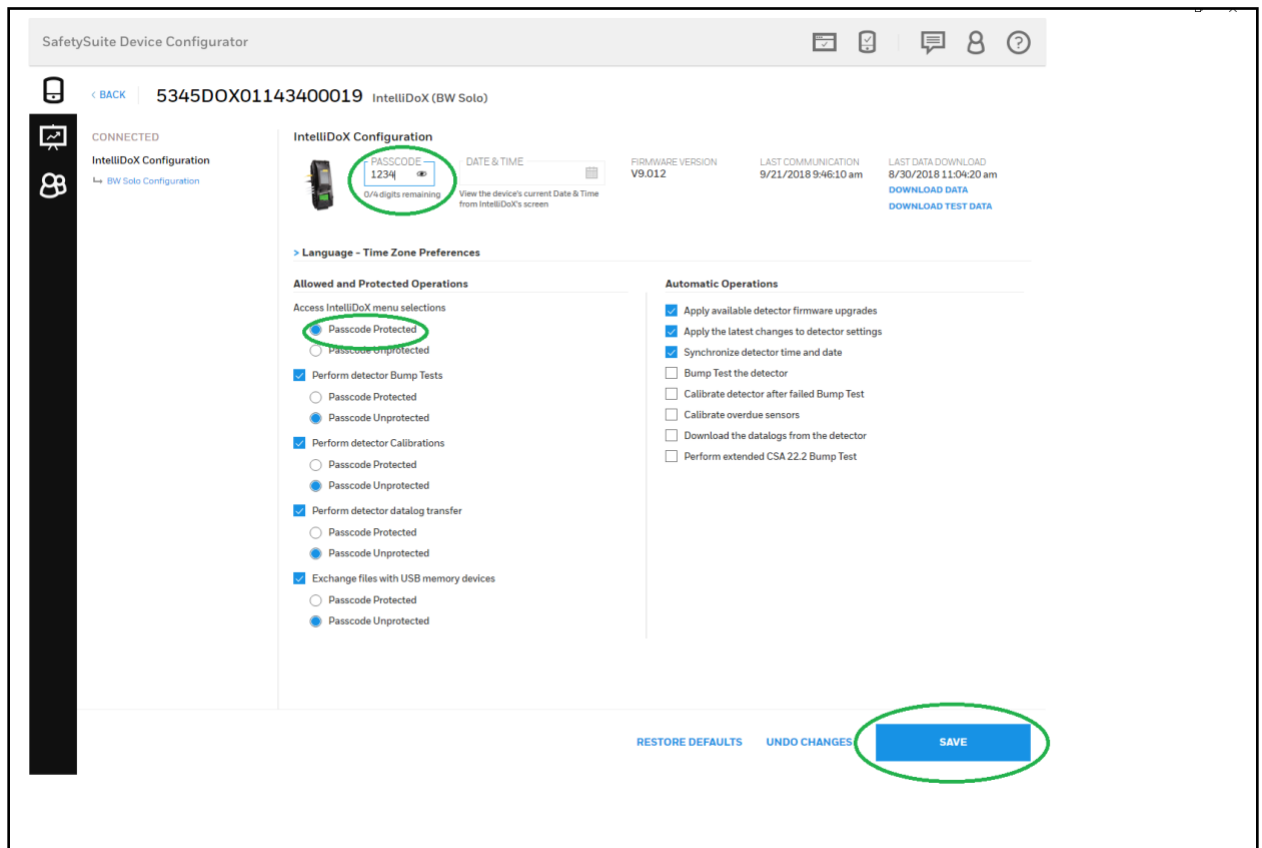 SafetySuite Device Configurator
< BACK
5345DOX01143400019 IntelliDoX (BW Solo)
CONNECTED
IntelliDoX Configuration
BW Solo Configuration
IntelliDoX Configuration
PASSCODE
1234
0/4 digits remaining
DATE & TIME
View the device's current Date & Time
from IntelliDoX's screen
FIRMWARE VERSION
V9.012
LAST COMMUNICATION
9/21/2018 9:46:10 am
LAST DATA DOWNLOAD
8/30/2018 11:04:20 am
DOWNLOAD DATA
DOWNLOAD TEST DATA
> Language - Time Zone Preferences
Allowed and Protected Operations
Access IntelliDoX menu selections
Passcode Protected
Passcode Unprotected
Perform detector Bump Tests
Passcode Protected
Passcode Unprotected
Perform detector Calibrations
Passcode Protected
Passcode Unprotected
Perform detector datalog transfer
Passcode Protected
Passcode Unprotected
Exchange files with USB memory devices
Passcode Protected
Passcode Unprotected
Automatic Operations
Apply available detector firmware upgrades
Apply the latest changes to detector settings
Synchronize detector time and date
Bump Test the detector
Calibrate detector after failed Bump Test
Calibrate overdue sensors
Download the datalogs from the detector
Perform extended CSA 22.2 Bump Test
RESTORE DEFAULTS
UNDO CHANGES
SAVE